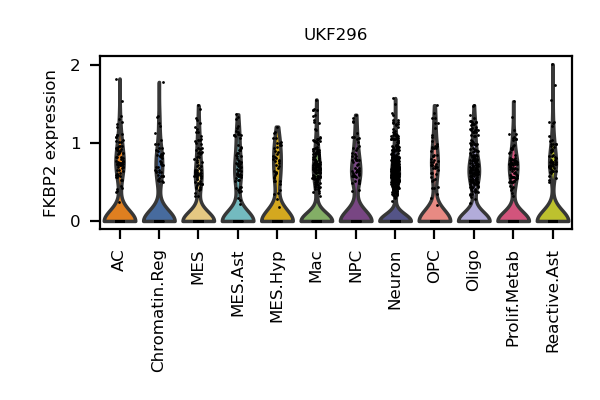 UKF296
FKBP2 expression
2
1
0
AC
Chromatin.Reg
MES
MES.Ast
MES.Hyp
Mac
NPC
Neuron
OPC
Oligo
Prolif.Metab
Reactive.Ast